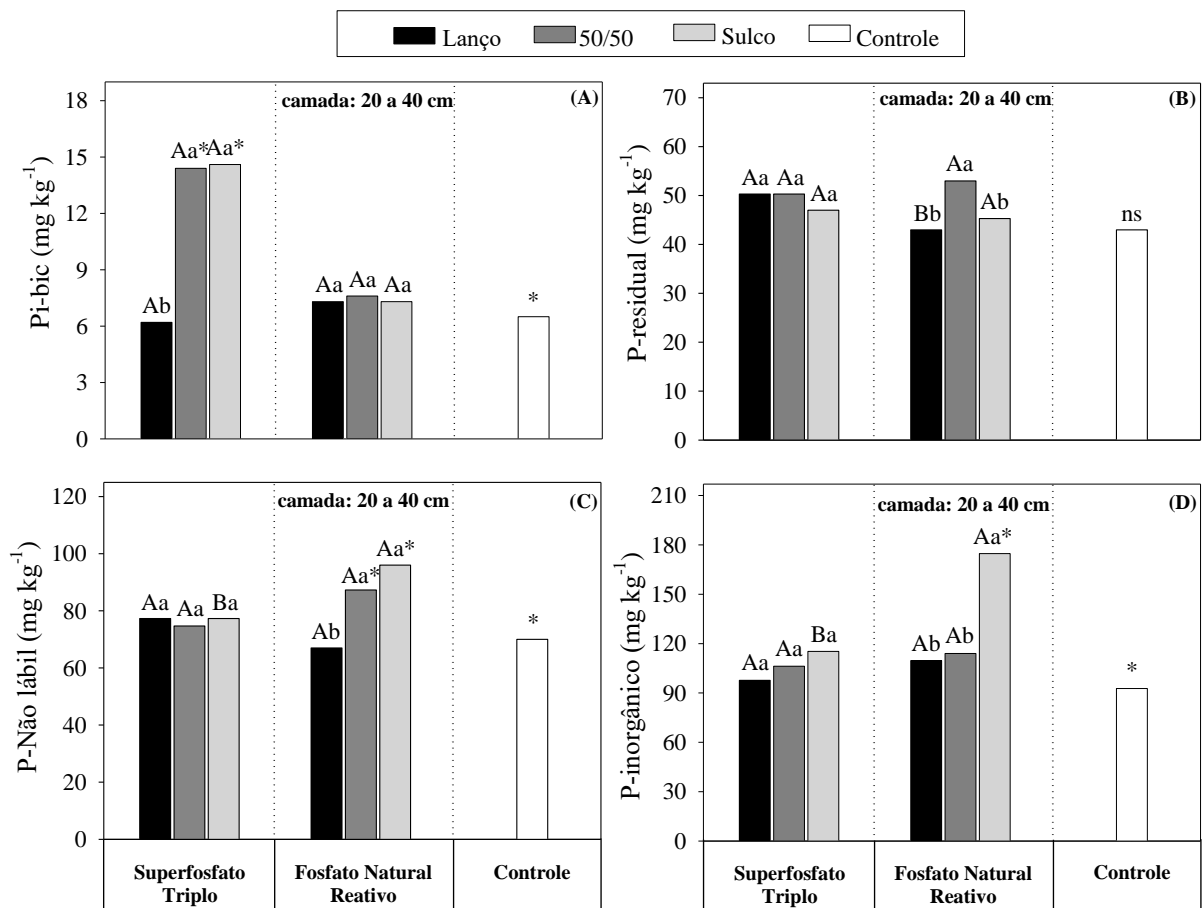 Lanço 50/50 Sulco Controle
camada: 20 a 40 cm (A)
Pi-bic (mg kg-1)
18
15
12
9
6
3
0
Ab Aa* Aa* Aa Aa Aa *
camada: 20 a 40 cm (B)
P-residual (mg kg-1)
70
60
50
40
30
20
10
0
Aa Aa Aa Bb Aa Ab ns
camada: 20 a 40 cm (C)
P-Não lábil (mg kg-1)
120
100
80
60
40
20
0
Aa Aa Ba Ab Aa* Aa* *
camada: 20 a 40 cm (D)
P-inorgânico (mg kg-1)
210
180
150
120
90
60
30
0
Aa Aa Ba Ab Ab Aa* *
Superfosfato Fosfato Natural Controle
Triplo Reativo
Superfosfato Fosfato Natural Controle
Triplo Reativo